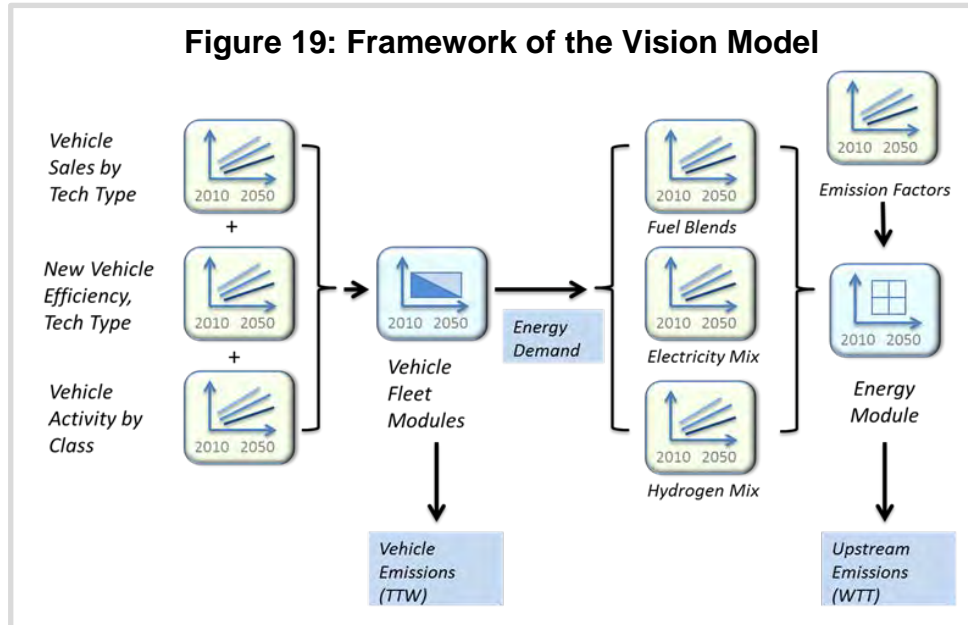 Figure 19: Framework of the Vision Model
Vehicle
Sales by
Tech Type
2010 2050
+
New Vehicle
Efficiency,
Tech Type
2010 2050
+
Vehicle
Activity by
Class
2010 2050
2010 2050
Vehicle
Fleet
Modules
Energy
Demand
Vehicle
Emissions
(TTW)
2010 2050
Fuel Blends
2010 2050
Electricity Mix
2010 2050
Hydrogen Mix
2010 2050
Emission Factors
2010 2050
Energy
Module
Upstream
Emissions
(WTT)